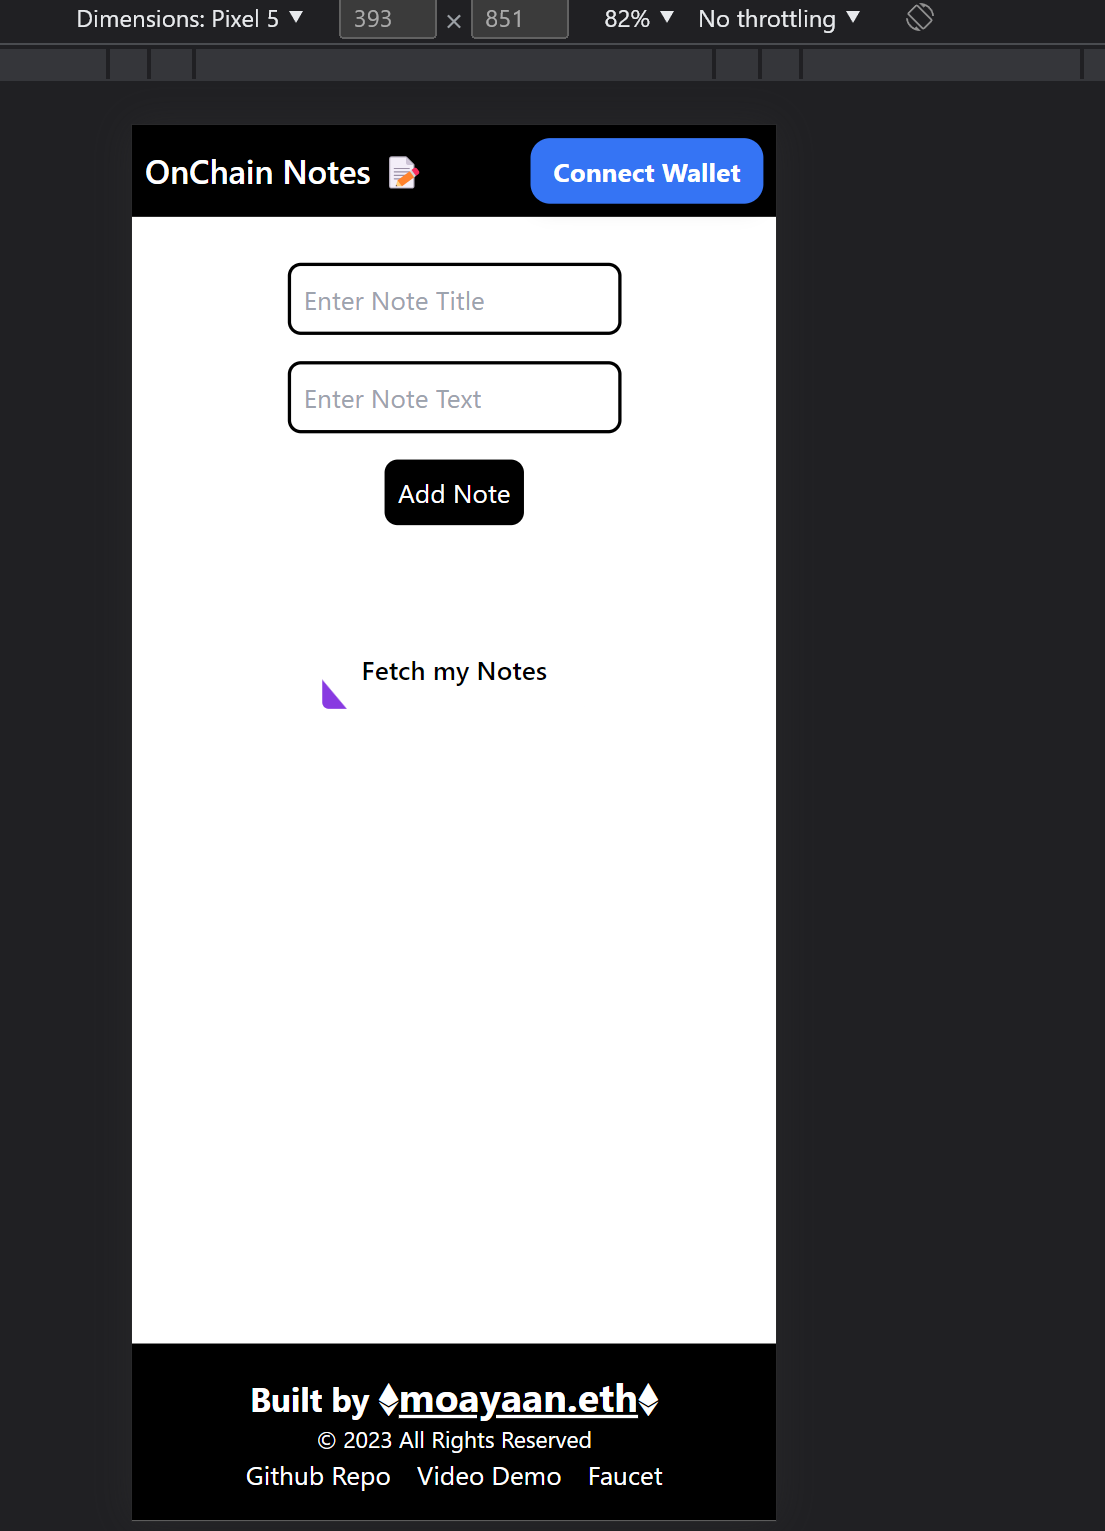 Dimensions: Pixel 5 393 × 851 82% No throttling
OnChain Notes Connect Wallet
Enter Note Title
Enter Note Text
Add Note
Fetch my Notes
Built by moayaan.eth
© 2023 All Rights Reserved
Github Repo Video Demo Faucet